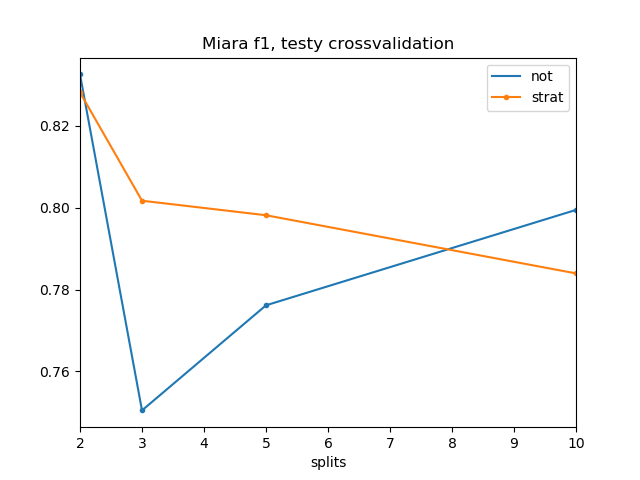 Miara f1, testy crossvalidation
not
strat
0.82
0.80
0.78
0.76
2 3 4 5 6 7 8 9 10
splits